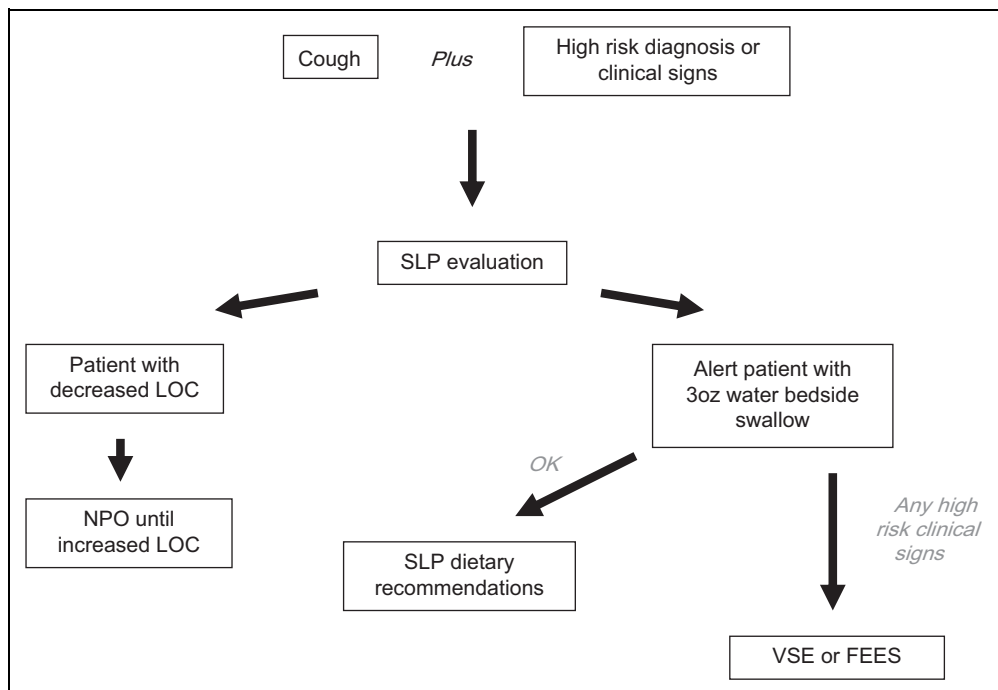 Cough
Plus
High risk diagnosis or
clinical signs
SLP evaluation
Patient with
decreased LOC
Alert patient with
3oz water bedside
swallow
OK
Any high
risk clinical
signs
NPO until
increased LOC
SLP dietary
recommendations
VSE or FEES